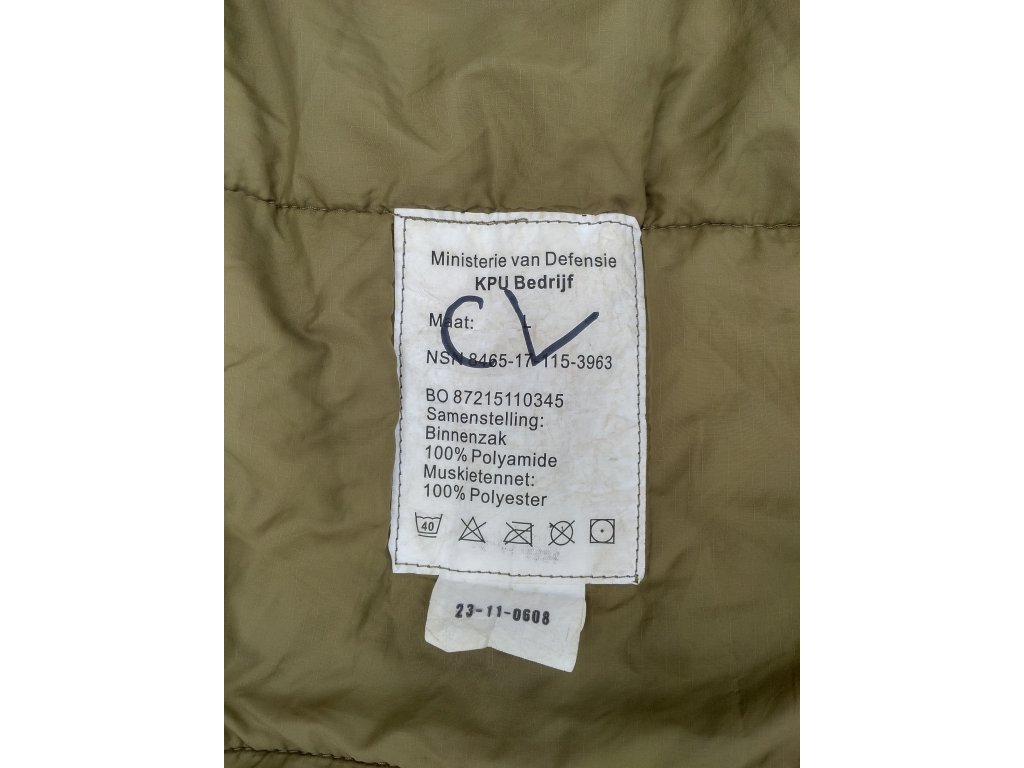 Ministerie van Defensie
KPU Bedrijf
CV
Maat: L
NSN 8465-17-115-3963
BO 87215110345
Samenstelling:
Binnenzak
100% Polyamide
Muskietennet:
100% Polyester
40
23-11-0608